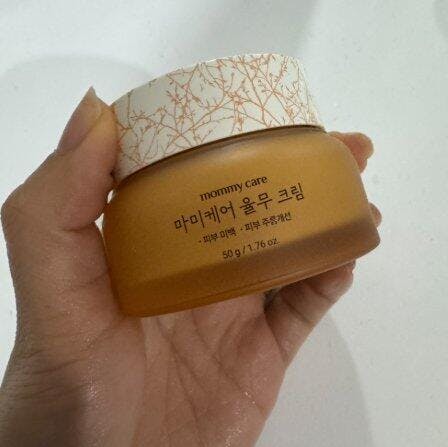 mommy care
마미케어 율무 크림
· 피부 미백 · 피부 주름개선
50 g / 1.76 oz